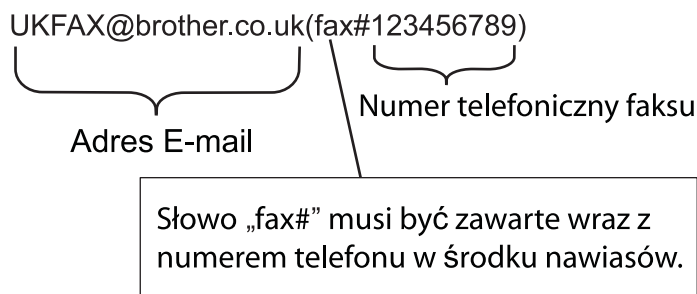 UKFAX@brother.co.uk(fax#123456789)
Numer telefoniczny faksu
Adres E-mail
Słowo „fax#” musi być zawarte wraz z
numerem telefonu w środku nawiasów.